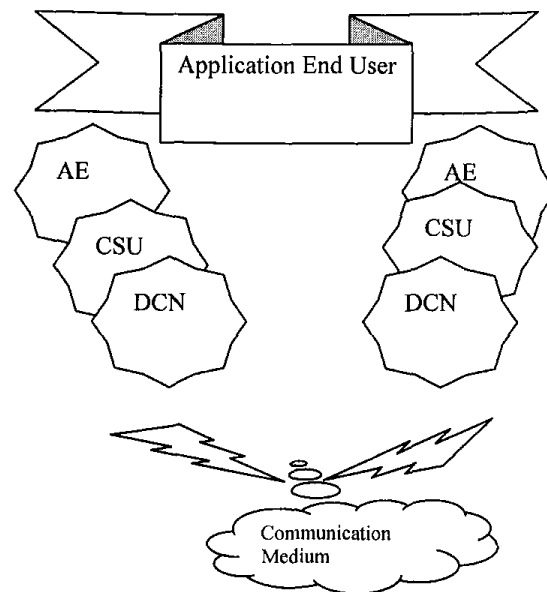 Application End User
AE
CSU
DCN
AE
CSU
DCN
Communication
Medium